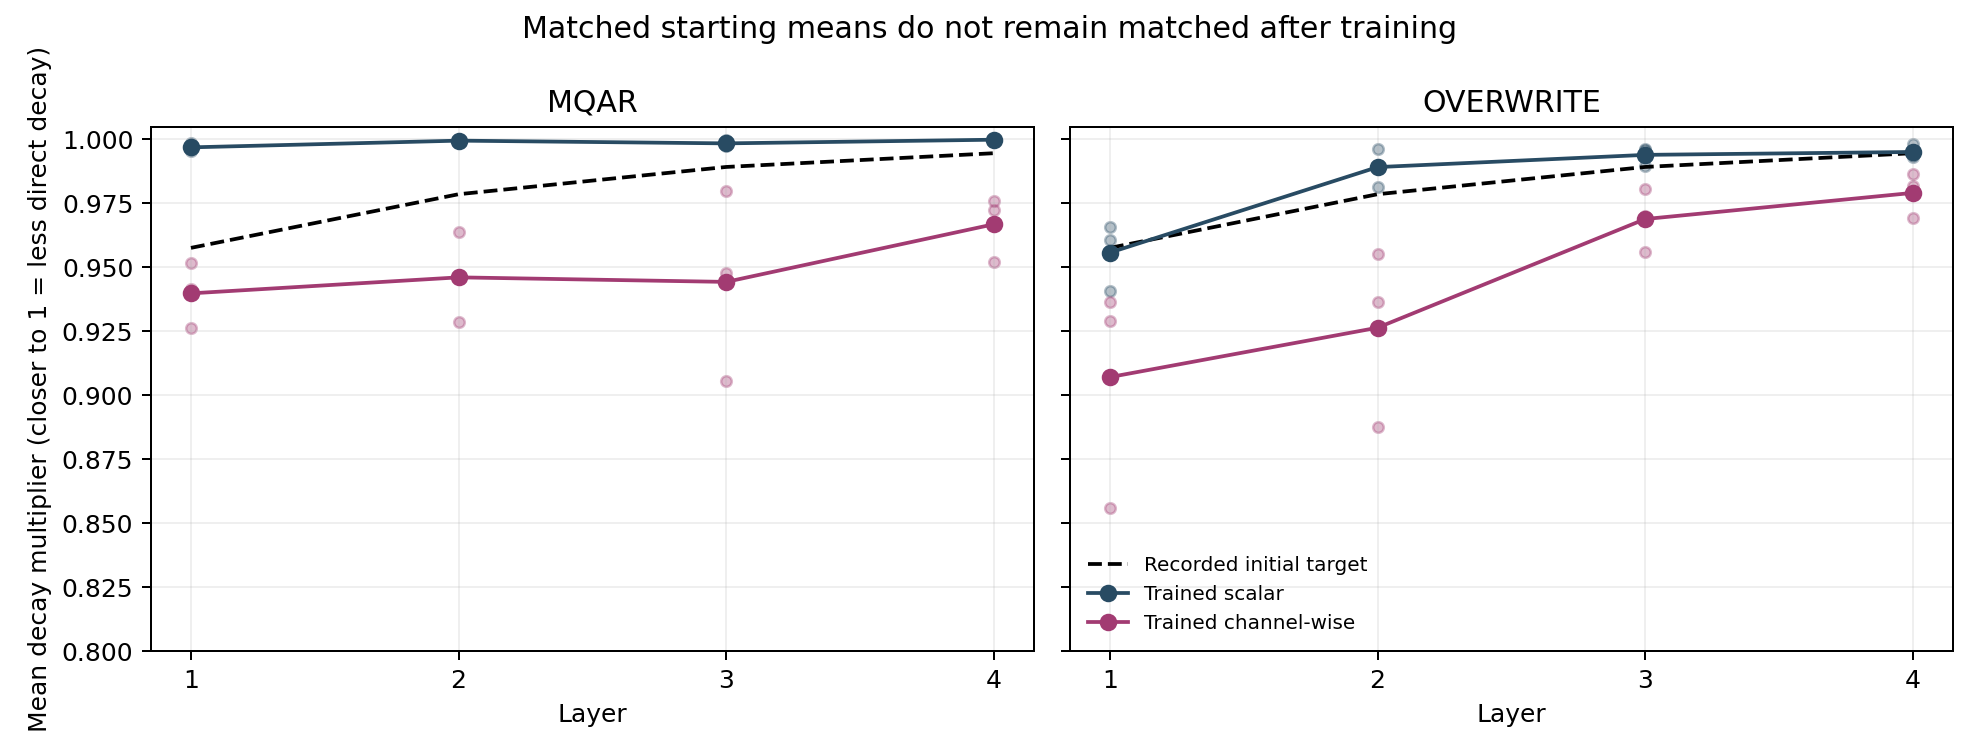 Matched starting means do not remain matched after training
MQAR
OVERWRITE
Mean decay multiplier (closer to 1 = less direct decay)
1.000
0.975
0.950
0.925
0.900
0.875
0.850
0.825
0.800
Recorded initial target
Trained scalar
Trained channel-wise
1 2 3 4
1 2 3 4
Layer
Layer